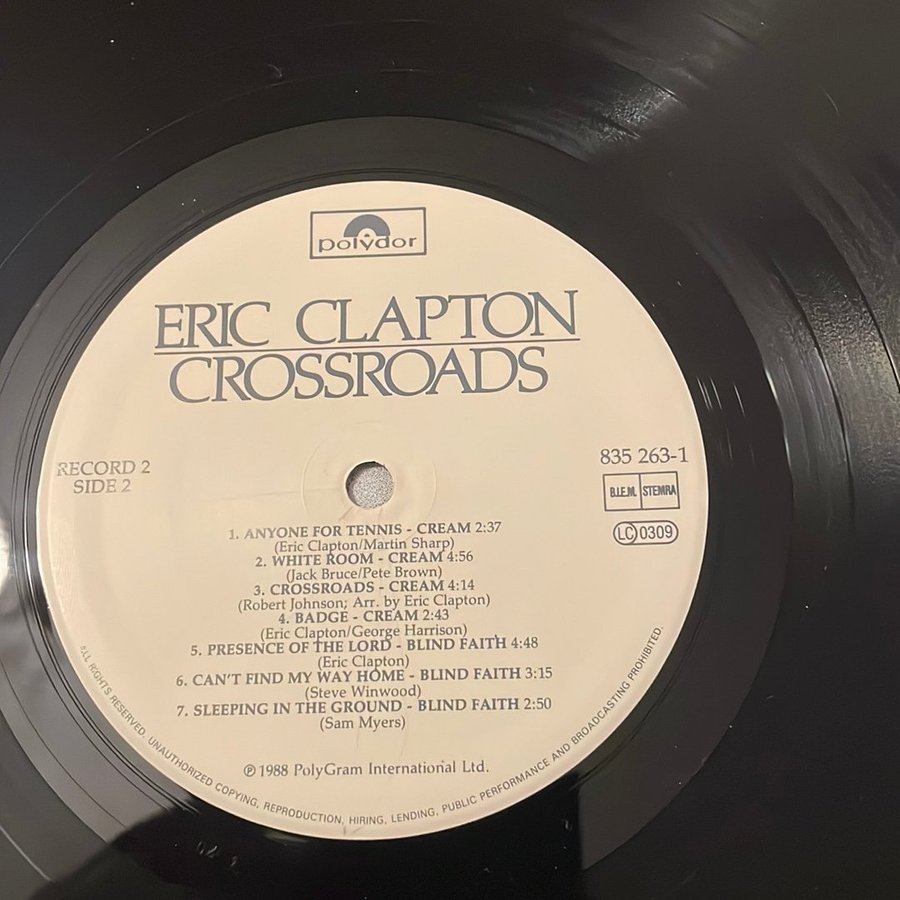 polydor
ERIC CLAPTON
CROSSROADS
RECORD 2
SIDE 2
835 263-1
B.I.E.M. STEMRA
LC 0309
1. ANYONE FOR TENNIS - CREAM 2:37
(Eric Clapton/Martin Sharp)
2. WHITE ROOM - CREAM 4:56
(Jack Bruce/Pete Brown)
3. CROSSROADS - CREAM 4:14
(Robert Johnson; Arr. by Eric Clapton)
4. BADGE - CREAM 2:43
(Eric Clapton/George Harrison)
5. PRESENCE OF THE LORD - BLIND FAITH 4:48
(Eric Clapton)
6. CAN'T FIND MY WAY HOME - BLIND FAITH 3:15
(Steve Winwood)
7. SLEEPING IN THE GROUND - BLIND FAITH 2:50
(Sam Myers)
℗ 1988 PolyGram International Ltd.
ALL RIGHTS RESERVED. UNAUTHORIZED COPYING, REPRODUCTION, HIRING, LENDING, PUBLIC PERFORMANCE AND BROADCASTING PROHIBITED.